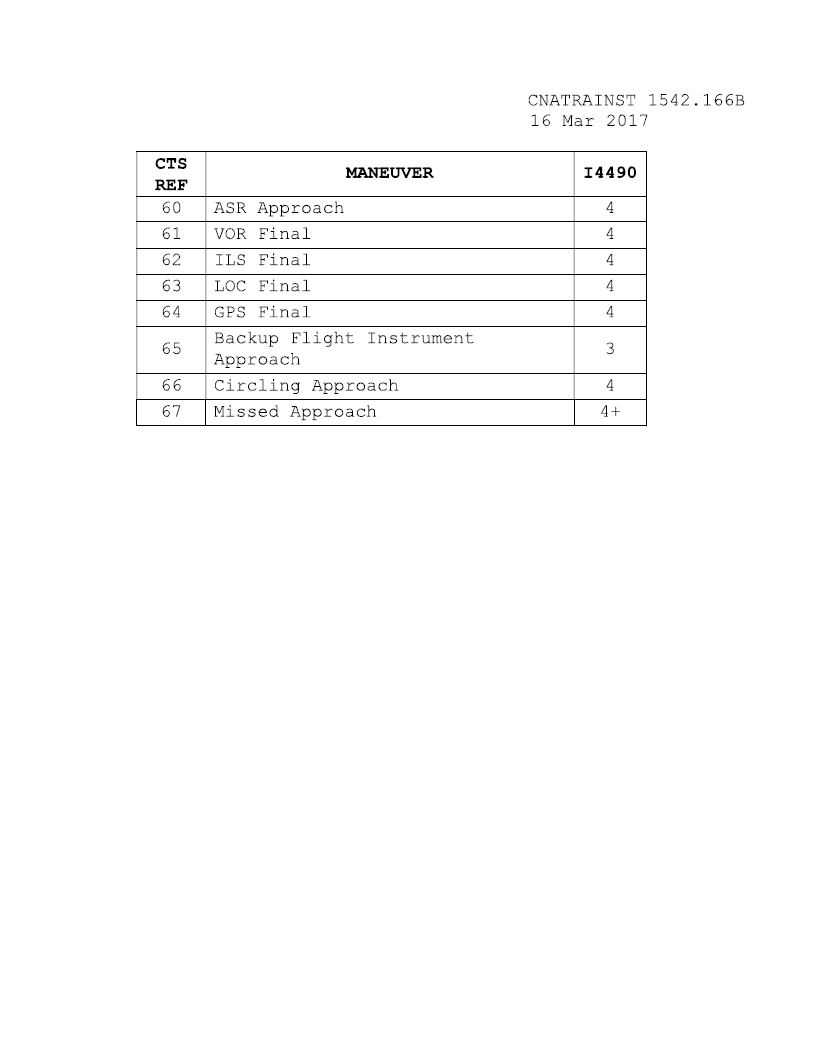 CNATRAINST 1542.166B
16 Mar 2017
CTS REF MANEUVER I4490
60 ASR Approach 4
61 VOR Final 4
62 ILS Final 4
63 LOC Final 4
64 GPS Final 4
65 Backup Flight Instrument Approach 3
66 Circling Approach 4
67 Missed Approach 4+